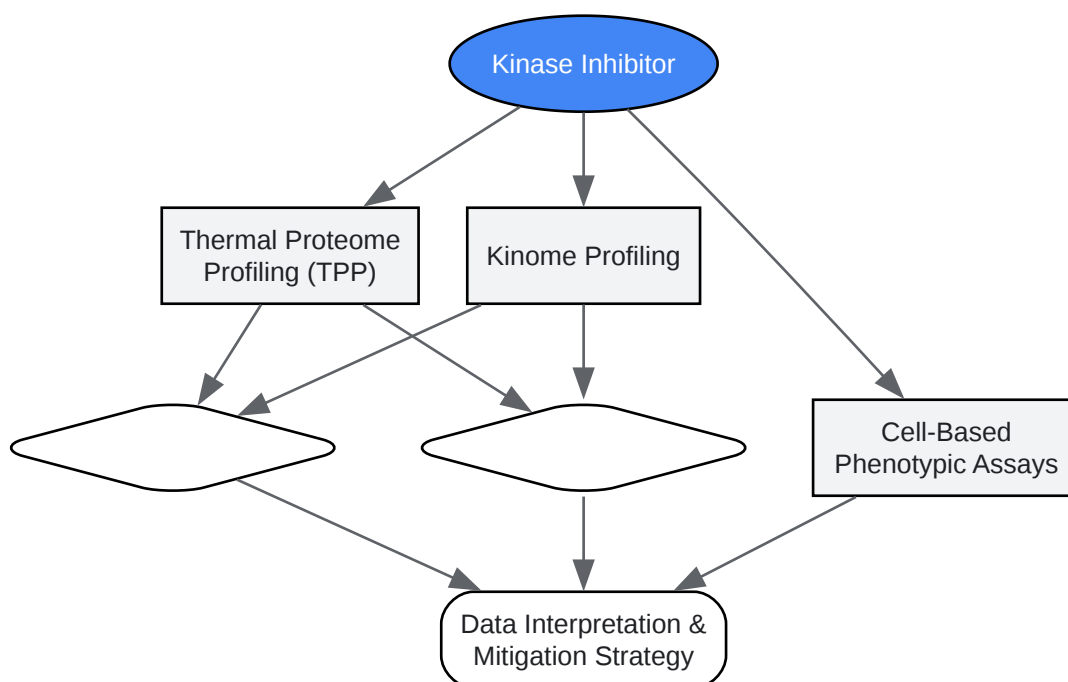 Kinase Inhibitor
Thermal Proteome
Profiling (TPP)
Kinome Profiling
Cell-Based
Phenotypic Assays
Data Interpretation &
Mitigation Strategy